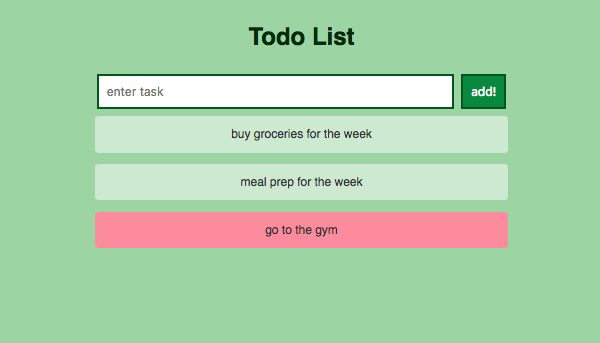 Todo List
enter task
add!
buy groceries for the week
meal prep for the week
go to the gym